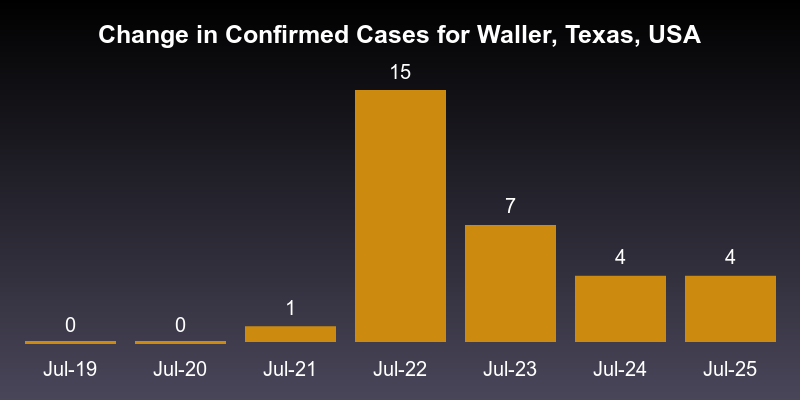 Change in Confirmed Cases for Waller, Texas, USA
15
7
4 4
1
0 0
Jul-19 Jul-20 Jul-21 Jul-22 Jul-23 Jul-24 Jul-25